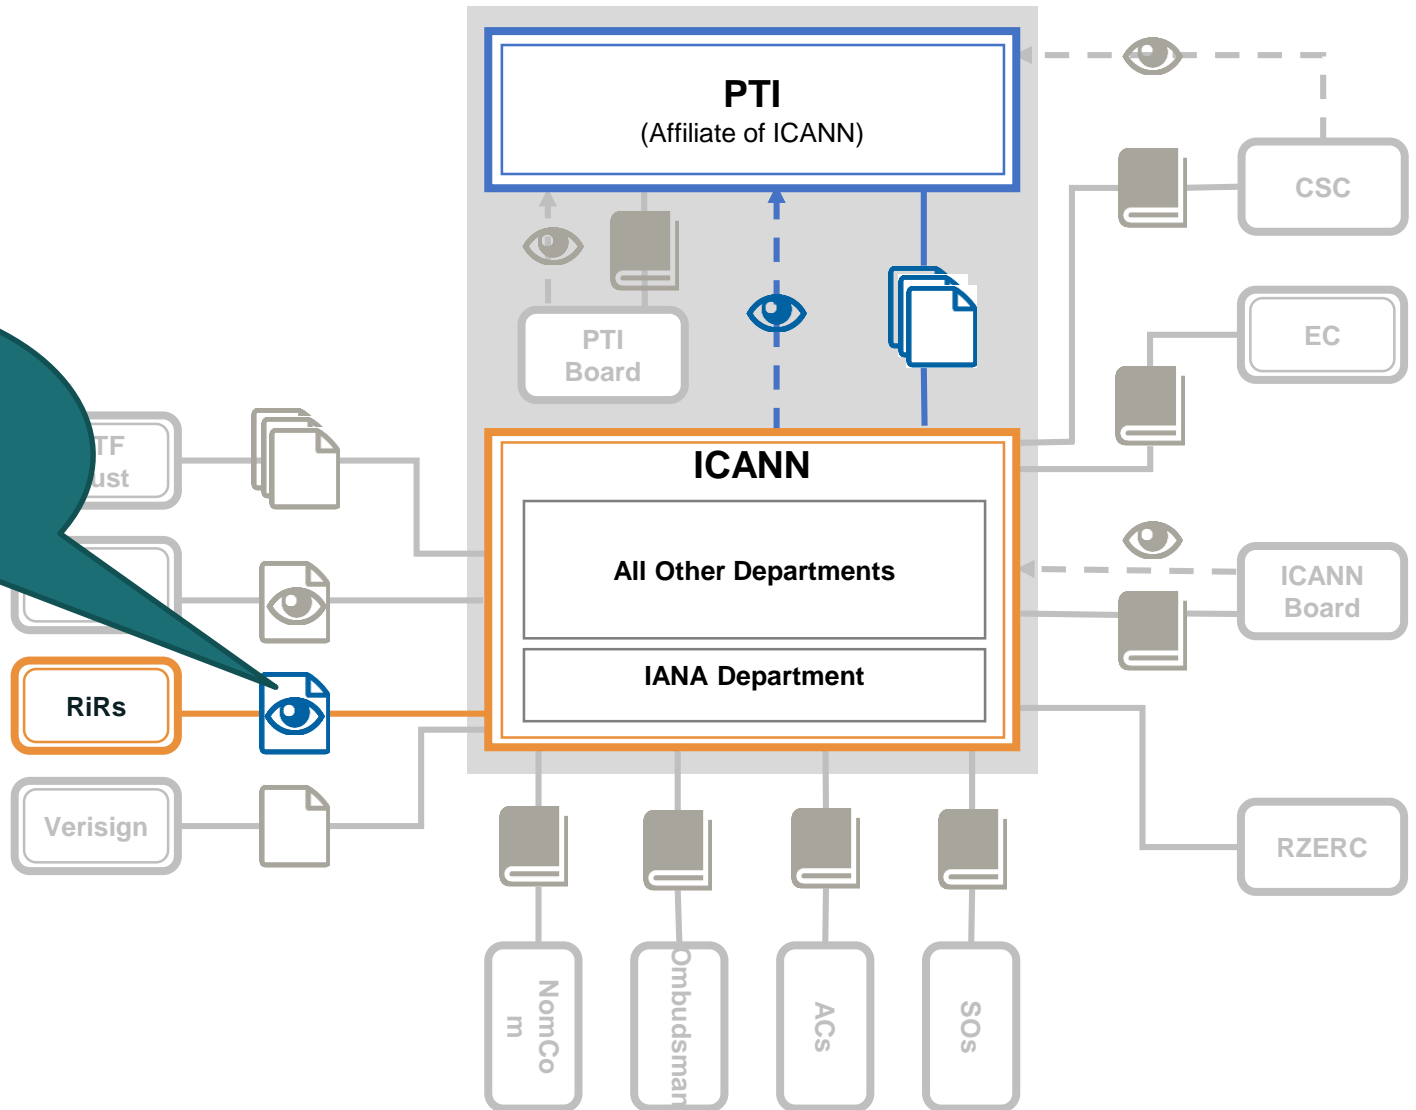 PTI
(Affiliate of ICANN)
CSC
PTI
Board
EC
TF
ust
ICANN
All Other Departments
ICANN
Board
IANA Department
RiRs
Verisign
RZERC
NomCo
m
Ombudsman
ACs
SOs